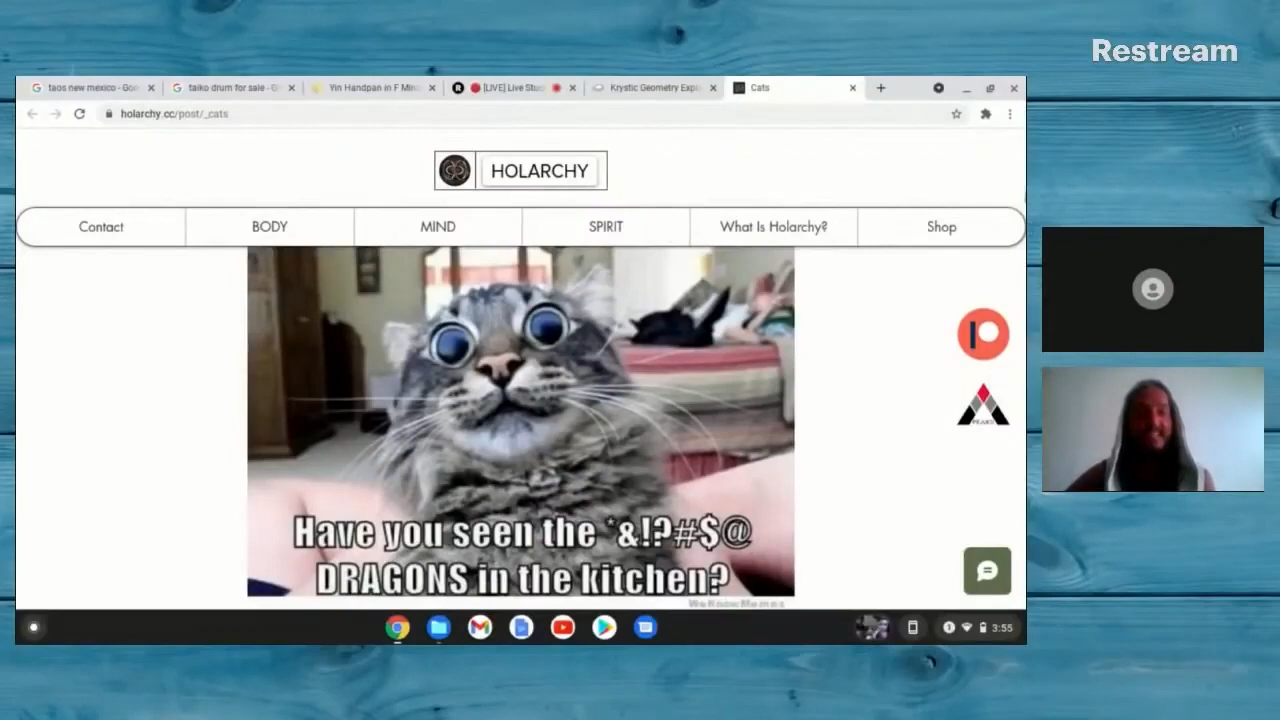 Restream
taos new mexico - Goo
taiko drum for sale - G
Yin Handpan in F Mino
[LIVE] Live Stu
Krystic Geometry Expl
Cats
holarchy.cc/post/_cats
HOLARCHY
Contact
BODY
MIND
SPIRIT
What Is Holarchy?
Shop
Have you seen the *&!?#$@
DRAGONS in the kitchen?
WeKnowMemes
3:55